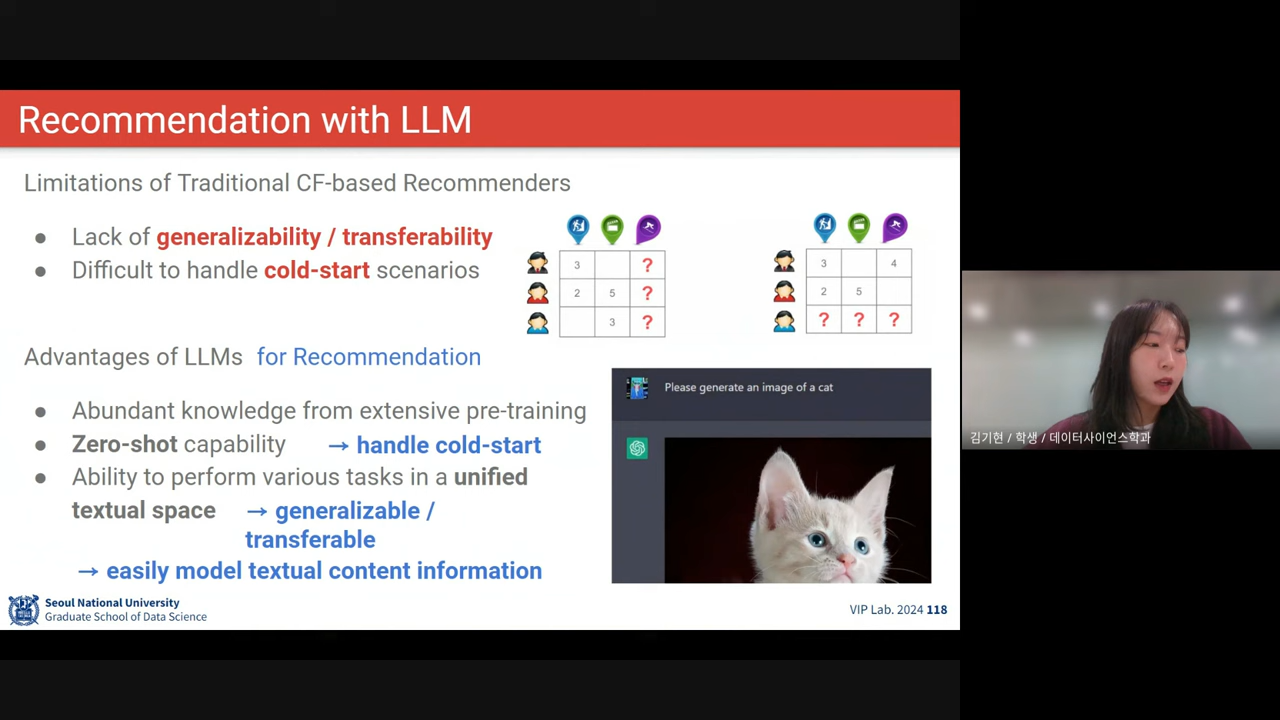 Recommendation with LLM
Limitations of Traditional CF-based Recommenders
● Lack of generalizability / transferability
● Difficult to handle cold-start scenarios
3 ?
2 5 ?
3 ?
3 4
2 5
? ? ?
Advantages of LLMs for Recommendation
● Abundant knowledge from extensive pre-training
● Zero-shot capability → handle cold-start
● Ability to perform various tasks in a unified
textual space → generalizable /
transferable
→ easily model textual content information
Please generate an image of a cat
Seoul National University
Graduate School of Data Science
VIP Lab. 2024 118
김기현 / 학생 / 데이터사이언스학과